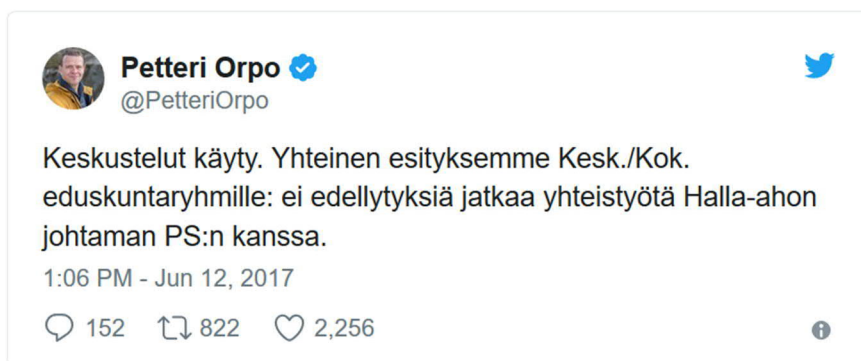 Petteri Orpo
@PetteriOrpo
Keskustelut käyty. Yhteinen esityksemme Kesk./Kok.
eduskuntaryhmille: ei edellytyksiä jatkaa yhteistyötä Halla-ahon
johtaman PS:n kanssa.
1:06 PM - Jun 12, 2017
152 822 2,256